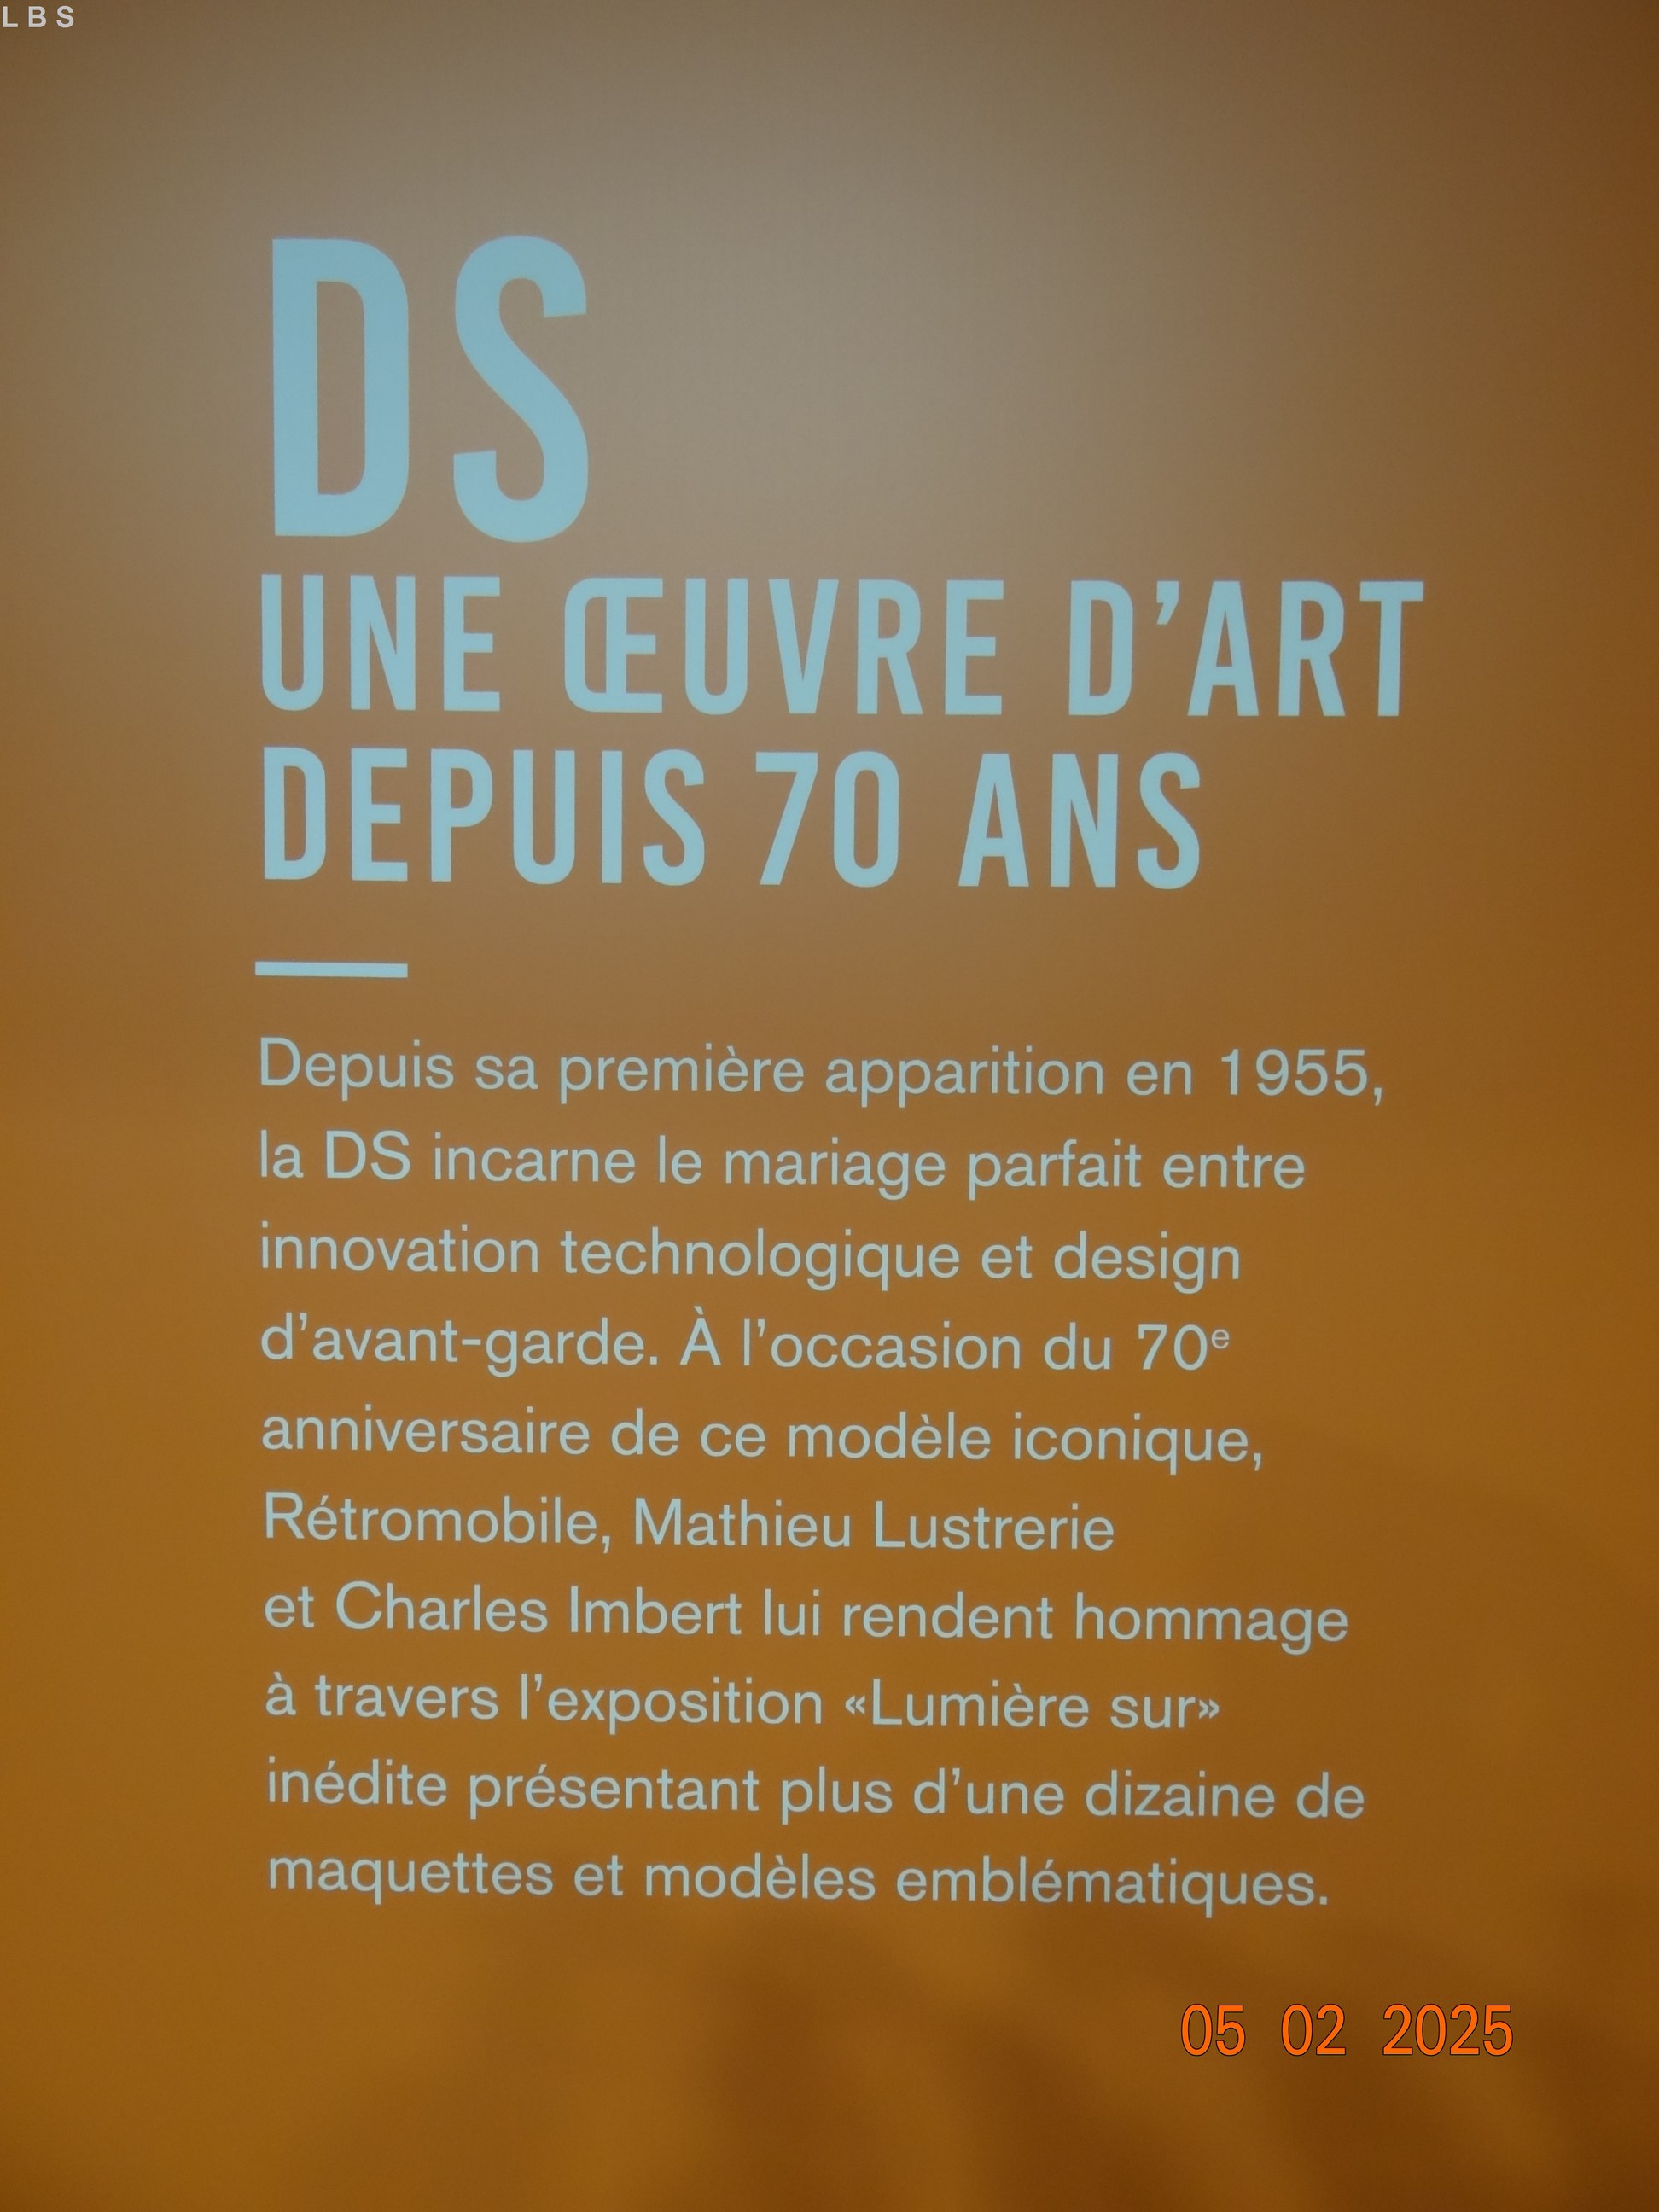 LBS
DS
UNE ŒUVRE D’ART
DEPUIS 70 ANS
Depuis sa première apparition en 1955,
la DS incarne le mariage parfait entre
innovation technologique et design
d’avant-garde. À l’occasion du 70ᵉ
anniversaire de ce modèle iconique,
Rétromobile, Mathieu Lustrerie
et Charles Imbert lui rendent hommage
à travers l’exposition «Lumière sur»
inédite présentant plus d’une dizaine de
maquettes et modèles emblématiques.
05 02 2025